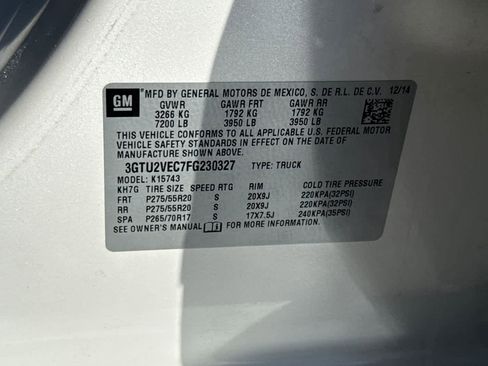 GM MFD BY GENERAL MOTORS DE MEXICO, S. DE R.L. DE C.V. 12/14
GVWR GAWR FRT GAWR RR
3266 KG 1792 KG 1792 KG
7200 LB 3950 LB 3950 LB
THIS VEHICLE CONFORMS TO ALL APPLICABLE U.S. FEDERAL MOTOR
VEHICLE SAFETY STANDARDS IN EFFECT ON THE DATE OF
MANUFACTURE SHOWN ABOVE.
3GTU2VEC7FG230327 TYPE: TRUCK
MODEL: K15743
KH7G TIRE SIZE SPEED RTG RIM COLD TIRE PRESSURE
FRT P275/55R20 S 20X9J 220KPA(32PSI)
RR P275/55R20 S 20X9J 220KPA(32PSI)
SPA P265/70R17 S 17X7.5J 240KPA(35PSI)
SEE OWNER'S MANUAL